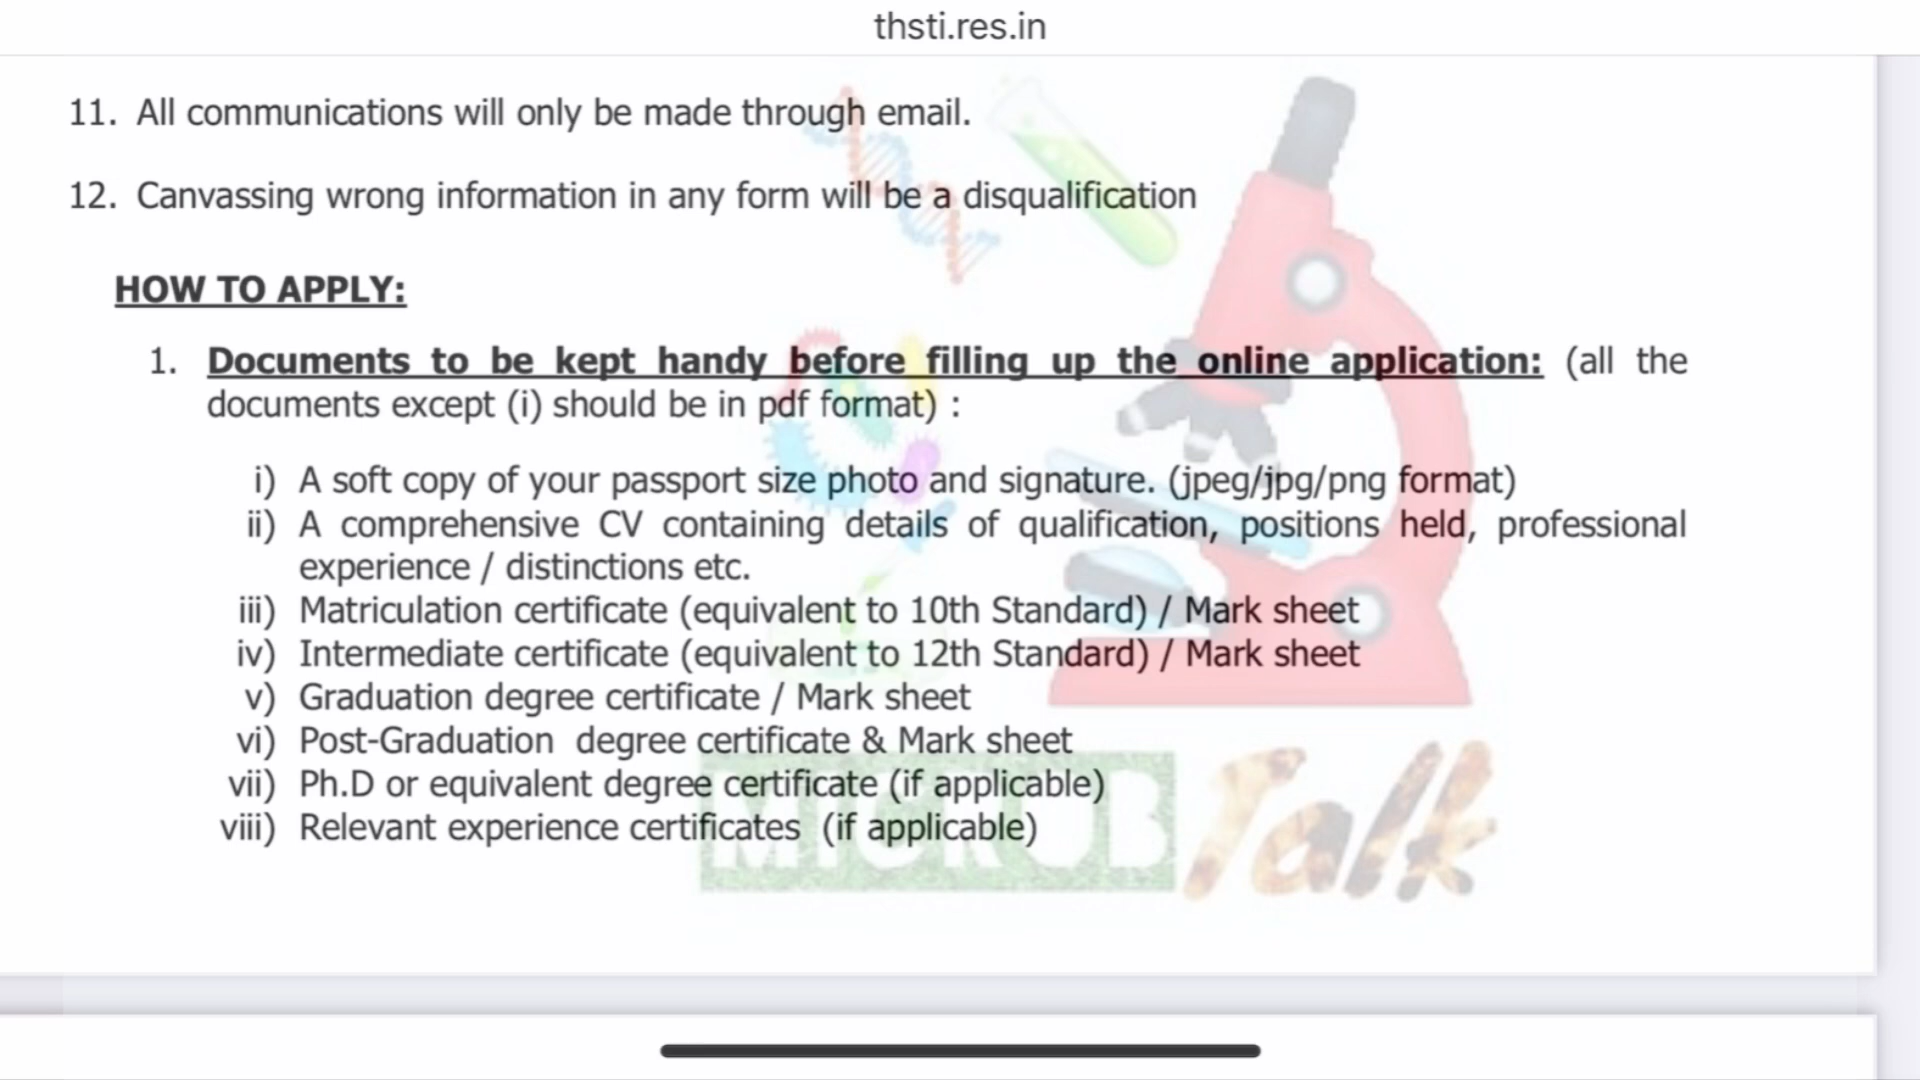 thsti.res.in
11. All communications will only be made through email.
12. Canvassing wrong information in any form will be a disqualification
HOW TO APPLY:
1. Documents to be kept handy before filling up the online application: (all the
documents except (i) should be in pdf format) :
i) A soft copy of your passport size photo and signature. (jpeg/jpg/png format)
ii) A comprehensive CV containing details of qualification, positions held, professional
experience / distinctions etc.
iii) Matriculation certificate (equivalent to 10th Standard) / Mark sheet
iv) Intermediate certificate (equivalent to 12th Standard) / Mark sheet
v) Graduation degree certificate / Mark sheet
vi) Post-Graduation degree certificate & Mark sheet
vii) Ph.D or equivalent degree certificate (if applicable)
viii) Relevant experience certificates (if applicable)
MICROB Talk